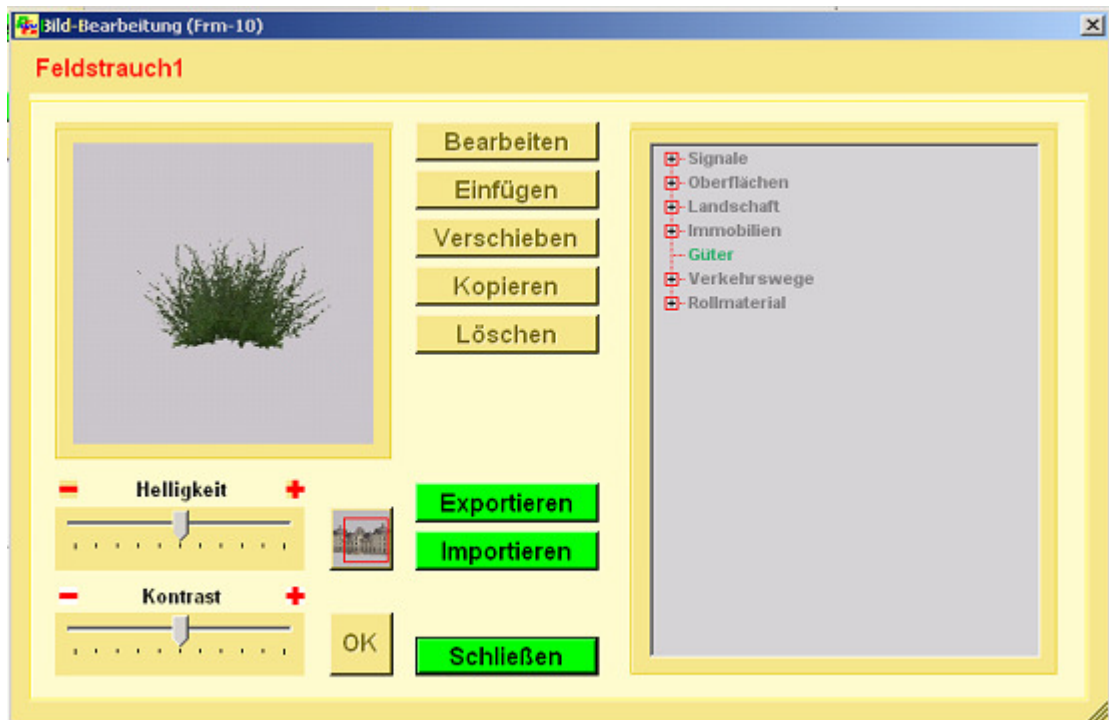 Bild-Bearbeitung (Frm-10)
Feldstrauch1
Bearbeiten
Einfügen
Verschieben
Kopieren
Löschen
Exportieren
Importieren
Schließen
Helligkeit
Kontrast
OK
Signale
Oberflächen
Landschaft
Immobilien
Güter
Verkehrswege
Rollmaterial